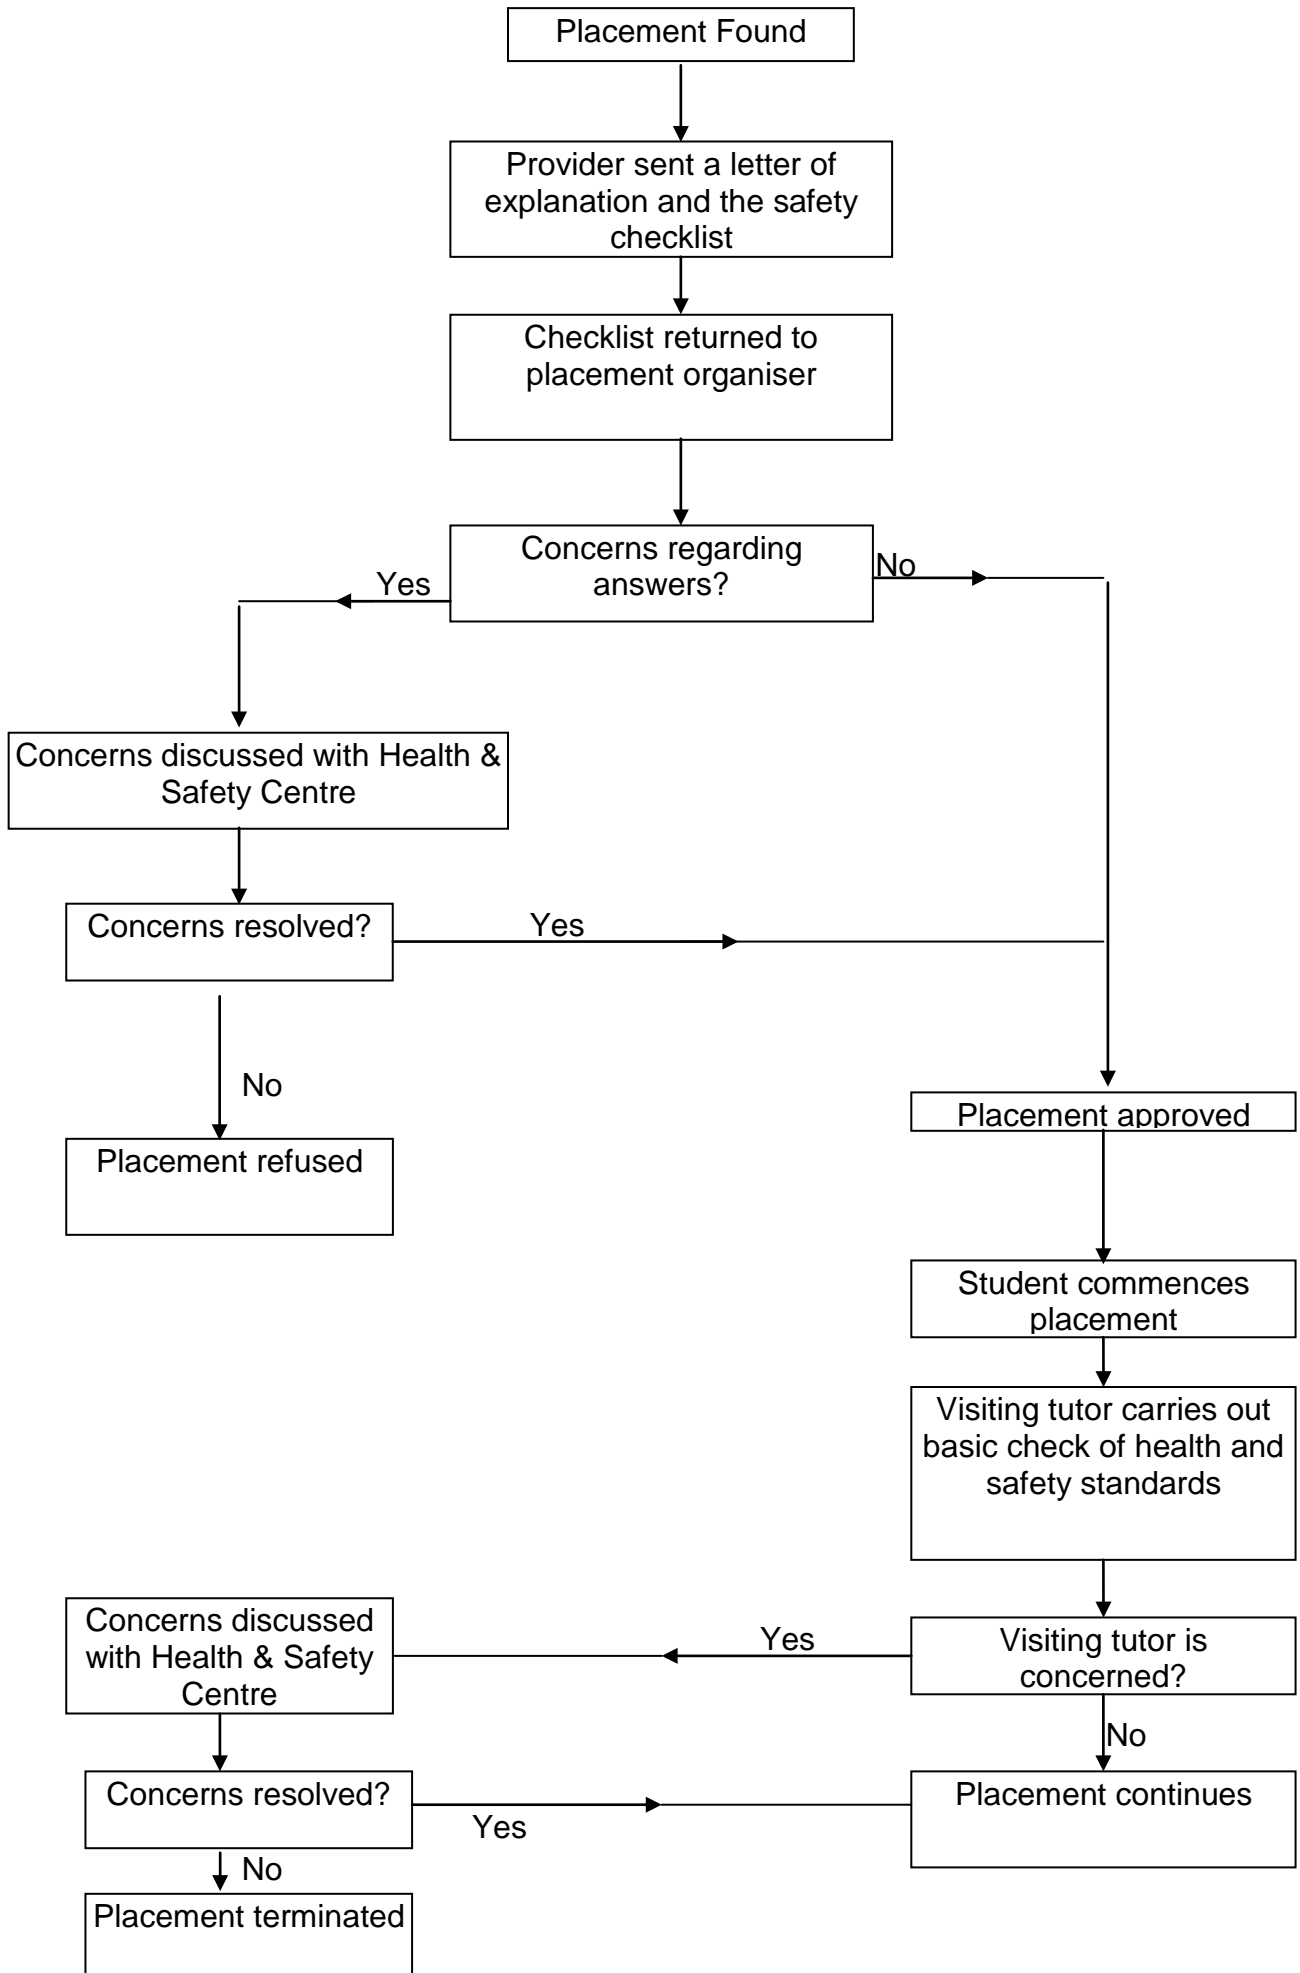 Placement Found
Provider sent a letter of
explanation and the safety
checklist
Checklist returned to
placement organiser
Concerns regarding
answers?
No
Yes
Concerns discussed with Health &
Safety Centre
Concerns resolved?
Yes
No
Placement approved
Placement refused
Student commences
placement
Visiting tutor carries out
basic check of health and
safety standards
Concerns discussed
with Health & Safety
Centre
Yes
Visiting tutor is
concerned?
No
Concerns resolved?
Yes
Placement continues
No
Placement terminated